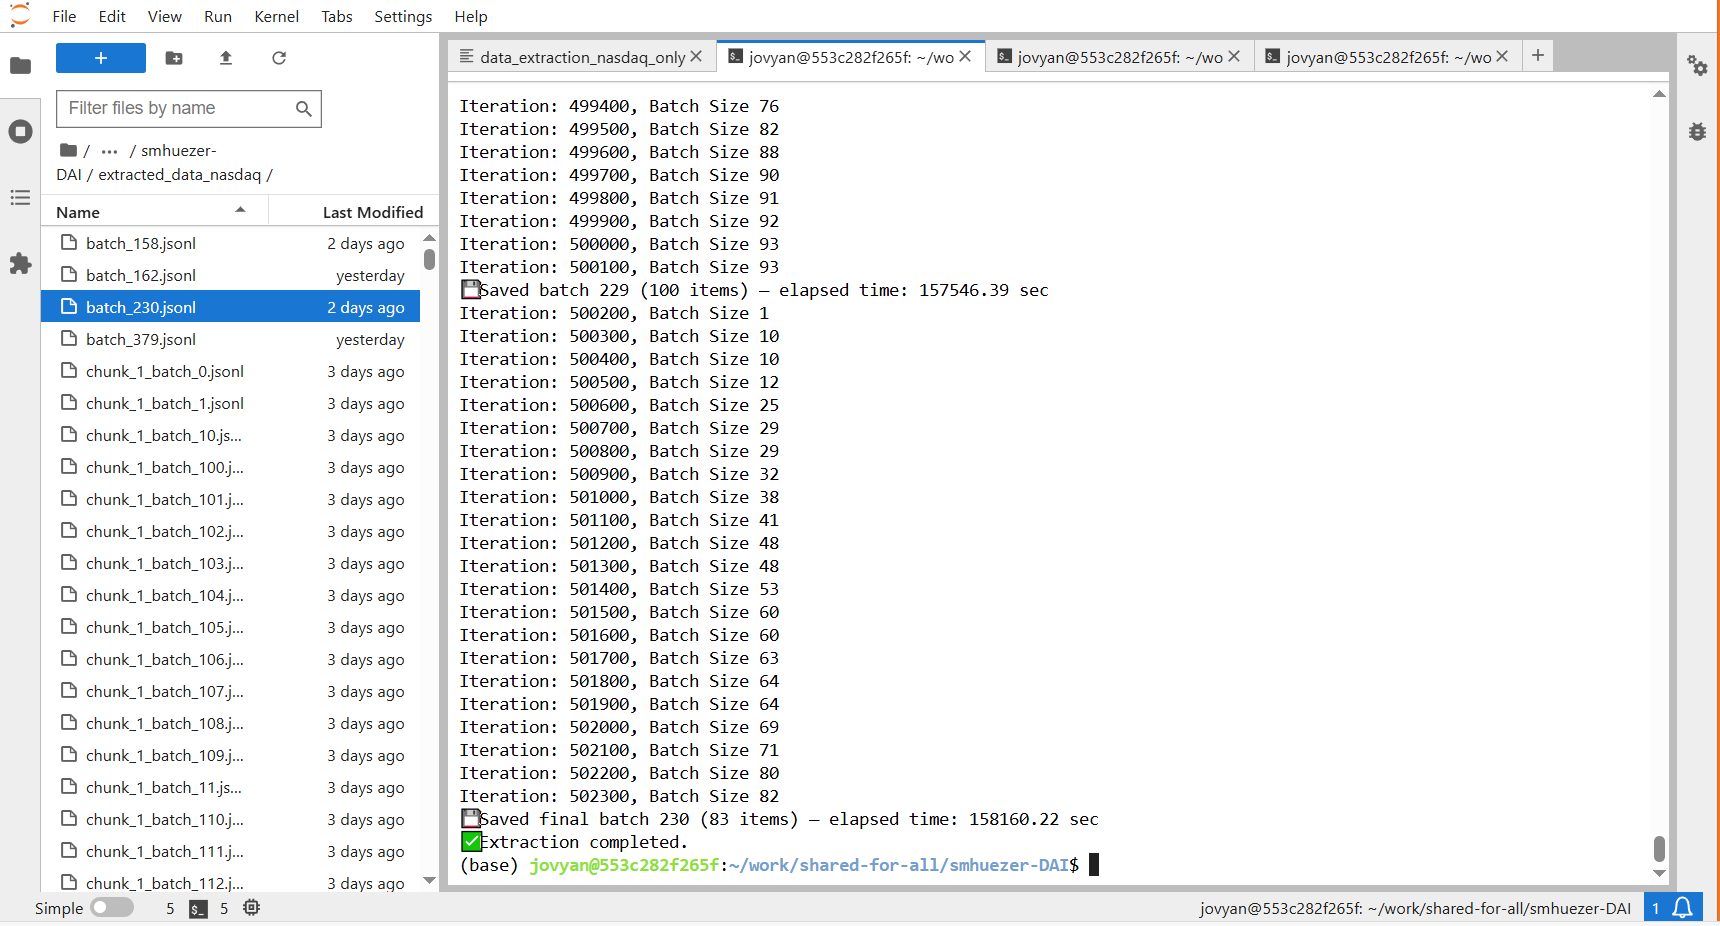 File Edit View Run Kernel Tabs Settings Help
+
Filter files by name
/ ... / smhuezer-
DAI / extracted_data_nasdaq /
Name Last Modified
batch_158.jsonl 2 days ago
batch_162.jsonl yesterday
batch_230.jsonl 2 days ago
batch_379.jsonl yesterday
chunk_1_batch_0.jsonl 3 days ago
chunk_1_batch_1.jsonl 3 days ago
chunk_1_batch_10.js... 3 days ago
chunk_1_batch_100.j... 3 days ago
chunk_1_batch_101.j... 3 days ago
chunk_1_batch_102.j... 3 days ago
chunk_1_batch_103.j... 3 days ago
chunk_1_batch_104.j... 3 days ago
chunk_1_batch_105.j... 3 days ago
chunk_1_batch_106.j... 3 days ago
chunk_1_batch_107.j... 3 days ago
chunk_1_batch_108.j... 3 days ago
chunk_1_batch_109.j... 3 days ago
chunk_1_batch_11.js... 3 days ago
chunk_1_batch_110.j... 3 days ago
chunk_1_batch_111.j... 3 days ago
chunk_1_batch_112.j... 3 days ago
data_extraction_nasdaq_only jovyan@553c282f265f: ~/wo jovyan@553c282f265f: ~/wo jovyan@553c282f265f: ~/wo +
Iteration: 499400, Batch Size 76
Iteration: 499500, Batch Size 82
Iteration: 499600, Batch Size 88
Iteration: 499700, Batch Size 90
Iteration: 499800, Batch Size 91
Iteration: 499900, Batch Size 92
Iteration: 500000, Batch Size 93
Iteration: 500100, Batch Size 93
💾Saved batch 229 (100 items) — elapsed time: 157546.39 sec
Iteration: 500200, Batch Size 1
Iteration: 500300, Batch Size 10
Iteration: 500400, Batch Size 10
Iteration: 500500, Batch Size 12
Iteration: 500600, Batch Size 25
Iteration: 500700, Batch Size 29
Iteration: 500800, Batch Size 29
Iteration: 500900, Batch Size 32
Iteration: 501000, Batch Size 38
Iteration: 501100, Batch Size 41
Iteration: 501200, Batch Size 48
Iteration: 501300, Batch Size 48
Iteration: 501400, Batch Size 53
Iteration: 501500, Batch Size 60
Iteration: 501600, Batch Size 60
Iteration: 501700, Batch Size 63
Iteration: 501800, Batch Size 64
Iteration: 501900, Batch Size 64
Iteration: 502000, Batch Size 69
Iteration: 502100, Batch Size 71
Iteration: 502200, Batch Size 80
Iteration: 502300, Batch Size 82
💾Saved final batch 230 (83 items) — elapsed time: 158160.22 sec
✅Extraction completed.
(base) jovyan@553c282f265f:~/work/shared-for-all/smhuezer-DAI$
Simple 5 $_ 5 jovyan@553c282f265f: ~/work/shared-for-all/smhuezer-DAI 1